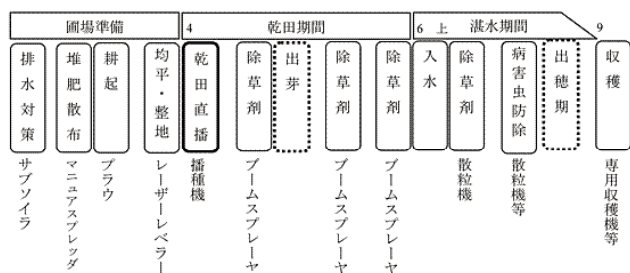 圃場準備
4 乾田期間
6 上 湛水期間
9
排水対策
堆肥散布
耕起
均平・整地
乾田直播
除草剤
出芽
除草剤
除草剤
入水
除草剤
病害虫防除
出穂期
収穫
サブソイラ
マニュアスプレッダ
プラウ
レーザーレベラー
播種機
ブームスプレーヤ
ブームスプレーヤ
ブームスプレーヤ
散粒機
散粒機等
専用収穫機等